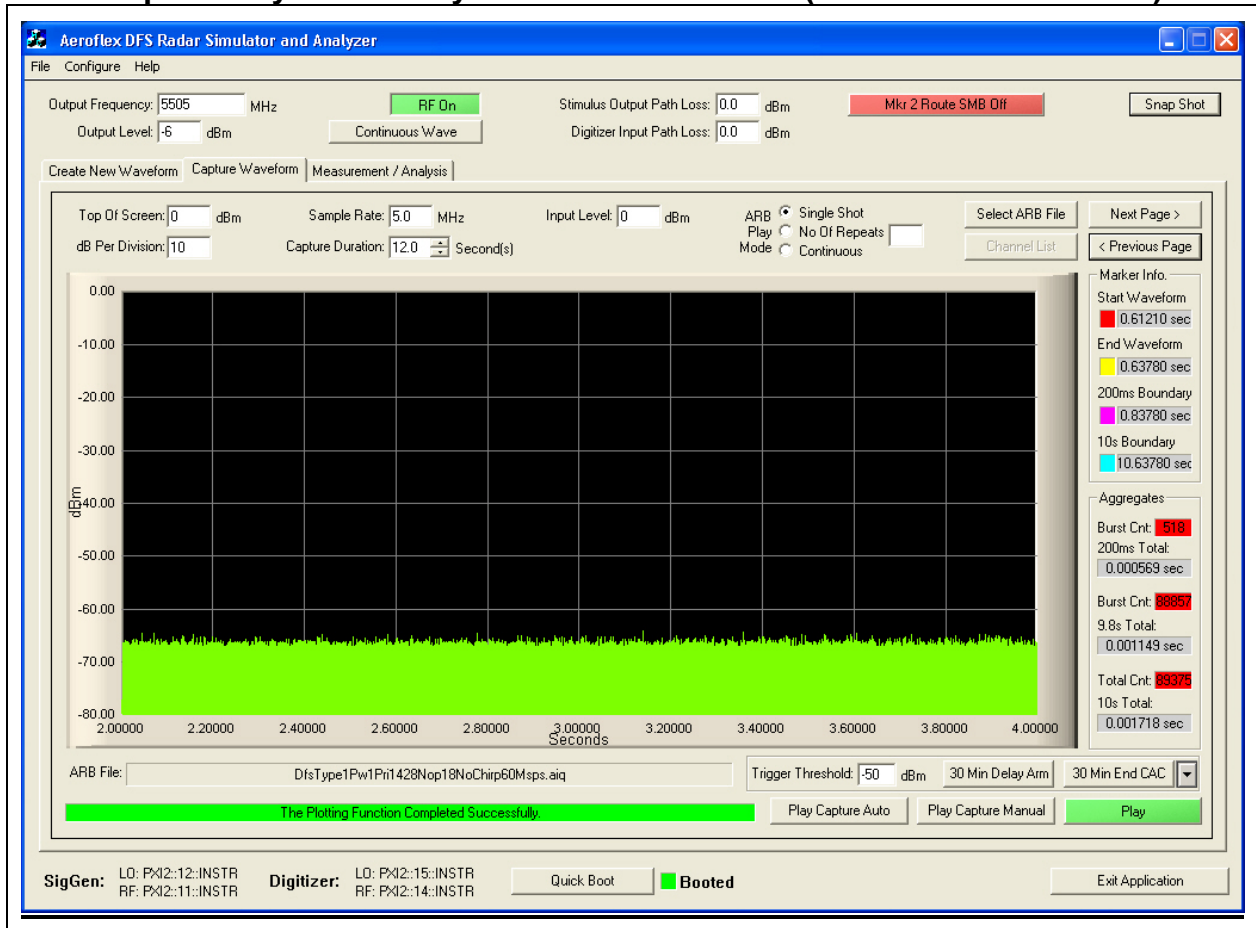 Aeroflex DFS Radar Simulator and Analyzer
File Configure Help
Output Frequency: 5505 MHz
RF On
Stimulus Output Path Loss: 0.0 dBm
Mkr 2 Route SMB Off
Snap Shot
Output Level: -6 dBm
Continuous Wave
Digitizer Input Path Loss: 0.0 dBm
Create New Waveform Capture Waveform Measurement / Analysis
Top Of Screen: 0 dBm
Sample Rate: 5.0 MHz
Input Level: 0 dBm
ARB Play Mode
Single Shot
No Of Repeats
Continuous
Select ARB File
Next Page >
dB Per Division: 10
Capture Duration: 12.0 Second(s)
Channel List
< Previous Page
0.00
-10.00
-20.00
-30.00
-40.00
-50.00
-60.00
-70.00
-80.00
dBm
2.00000 2.20000 2.40000 2.60000 2.80000 3.00000 3.20000 3.40000 3.60000 3.80000 4.00000
Seconds
Marker Info.
Start Waveform
0.61210 sec
End Waveform
0.63780 sec
200ms Boundary
0.83780 sec
10s Boundary
10.63780 sec
Aggregates
Burst Cnt: 518
200ms Total:
0.000569 sec
Burst Cnt: 88857
9.8s Total:
0.001149 sec
Total Cnt: 89375
10s Total:
0.001718 sec
ARB File: DfsType1Pw1Pri1428Nop18NoChirp60Msps.aiq
Trigger Threshold: -50 dBm
30 Min Delay Arm
30 Min End CAC
The Plotting Function Completed Successfully.
Play Capture Auto
Play Capture Manual
Play
SigGen: LO: PXI2::12::INSTR
RF: PXI2::11::INSTR
Digitizer: LO: PXI2::15::INSTR
RF: PXI2::14::INSTR
Quick Boot
Booted
Exit Application